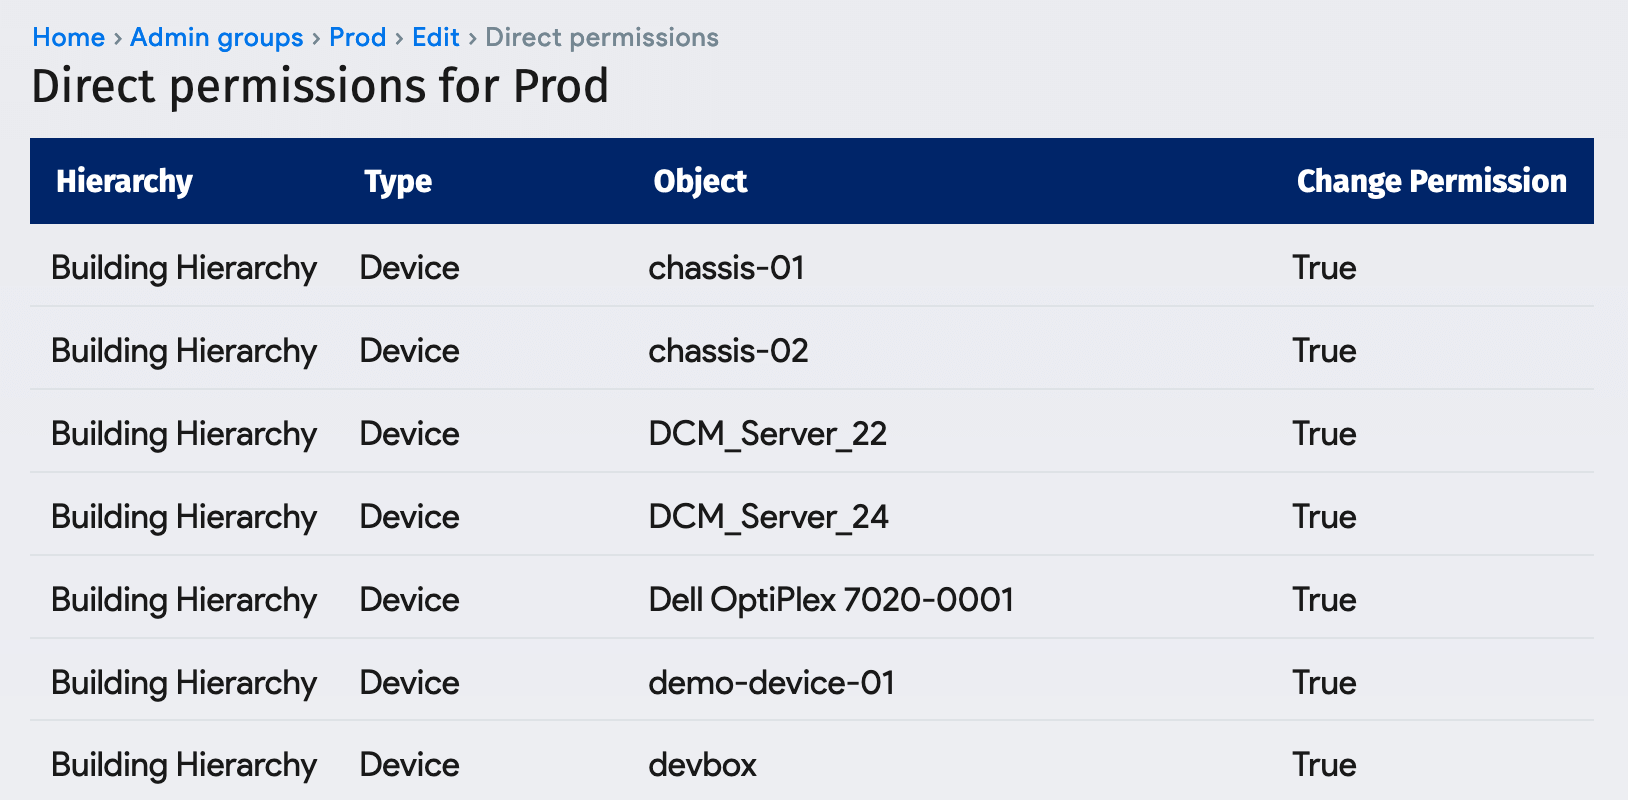 Home › Admin groups › Prod › Edit › Direct permissions
Direct permissions for Prod
Hierarchy Type Object Change Permission
Building Hierarchy Device chassis-01 True
Building Hierarchy Device chassis-02 True
Building Hierarchy Device DCM_Server_22 True
Building Hierarchy Device DCM_Server_24 True
Building Hierarchy Device Dell OptiPlex 7020-0001 True
Building Hierarchy Device demo-device-01 True
Building Hierarchy Device devbox True